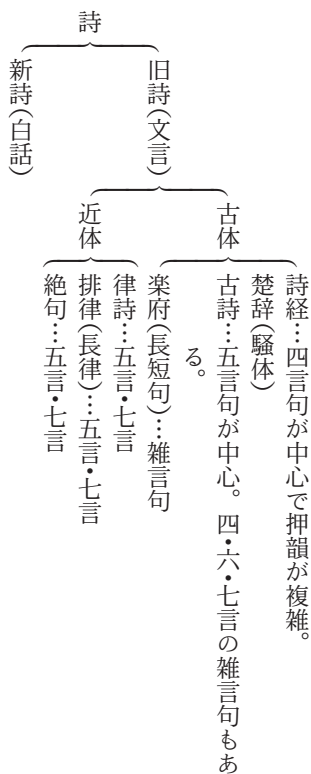 詩経…四言句が中心で押韻が複雑。
楚辞(騒体)
古詩…五言句が中心。四・六・七言の雑言句もあ
る。
楽府(長短句)…雑言句
古体
律詩…五言・七言
排律(長律)…五言・七言
絶句…五言・七言
近体
旧詩(文言)
新詩(白話)
詩